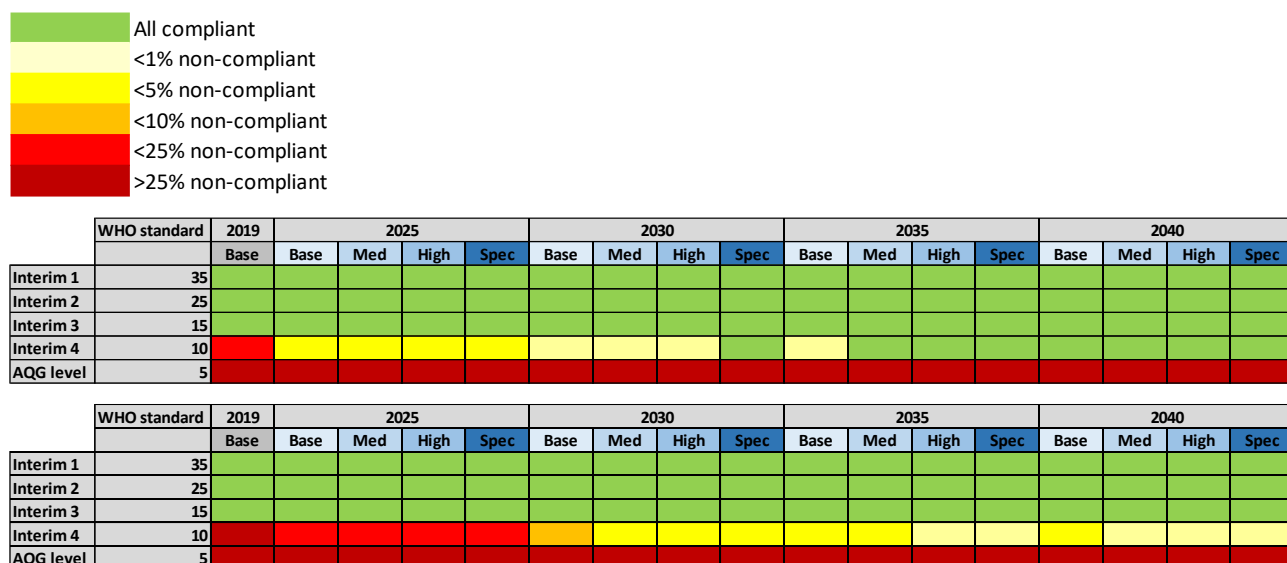 All compliant
<1% non-compliant
<5% non-compliant
<10% non-compliant
<25% non-compliant
>25% non-compliant
WHO standard 2019 2025 2030 2035 2040
Base Base Med High Spec Base Med High Spec Base Med High Spec Base Med High Spec
Interim 1 35
Interim 2 25
Interim 3 15
Interim 4 10
AQG level 5
WHO standard 2019 2025 2030 2035 2040
Base Base Med High Spec Base Med High Spec Base Med High Spec Base Med High Spec
Interim 1 35
Interim 2 25
Interim 3 15
Interim 4 10
AQG level 5